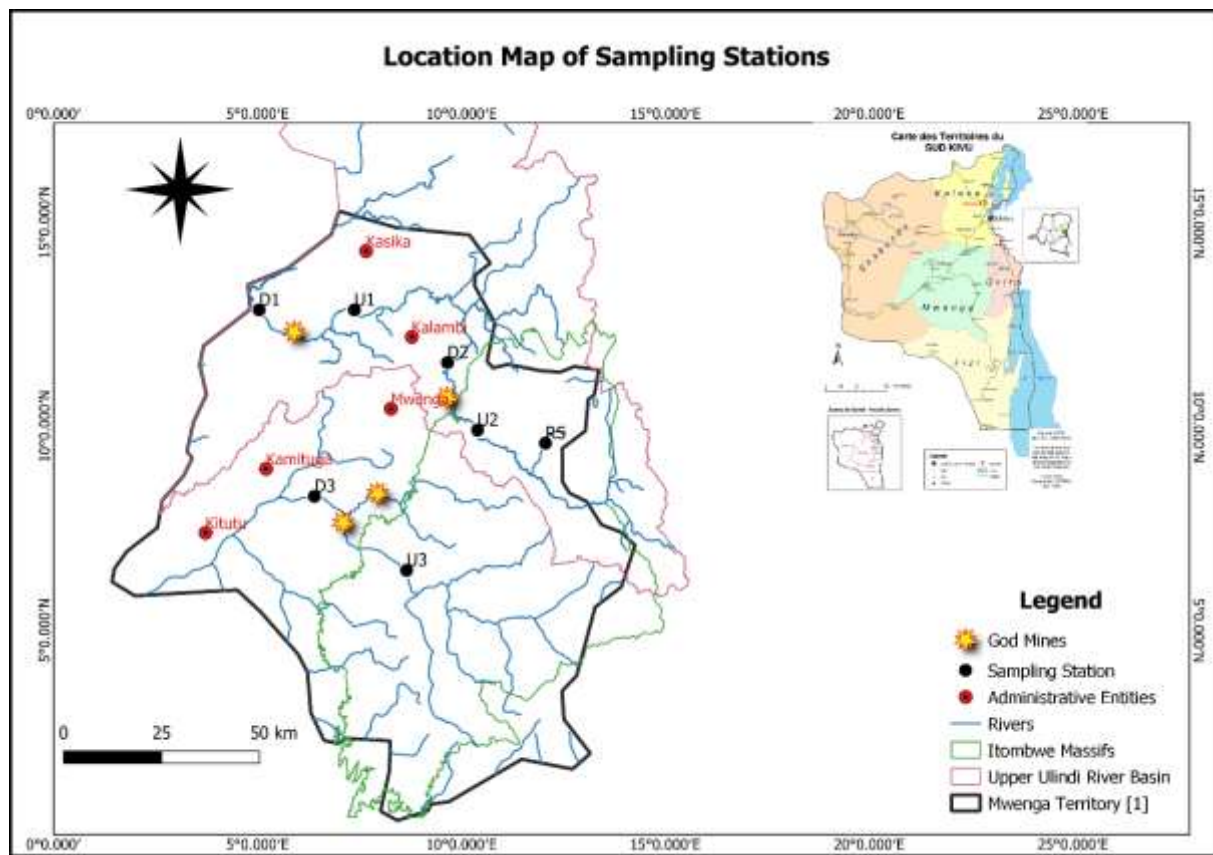 Location Map of Sampling Stations
0°0.000' 5°0.000'E 10°0.000'E 15°0.000'E 20°0.000'E 25°0.000'E
Carte des Territoires du
SUD KIVU
15°0.000'N
15°0.000'N
Kasika
D1
U1
Kalambi
D2
Mwenga
U2
RS
10°0.000'N
10°0.000'N
Kamituga
D3
Kitutu
U3
5°0.000'N
5°0.000'N
Mwenga
Legend
God Mines
Sampling Station
Administrative Entities
Rivers
Itombwe Massifs
Upper Ulindi River Basin
Mwenga Territory [1]
0 25 50 km
0°0.000' 5°0.000'E 10°0.000'E 15°0.000'E 20°0.000'E 25°0.000'E